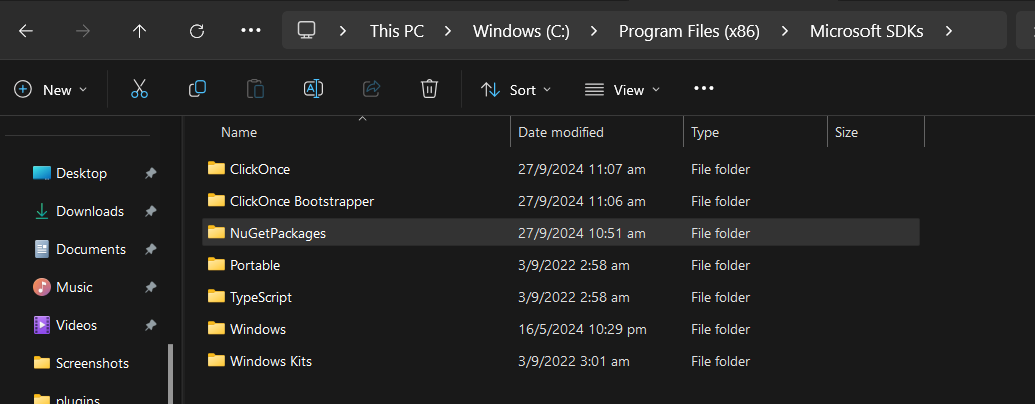 This PC > Windows (C:) > Program Files (x86) > Microsoft SDKs >
New Sort View
Name Date modified Type Size
Desktop
Downloads
Documents
Music
Videos
Screenshots
plugins
ClickOnce 27/9/2024 11:07 am File folder
ClickOnce Bootstrapper 27/9/2024 11:06 am File folder
NuGetPackages 27/9/2024 10:51 am File folder
Portable 3/9/2022 2:58 am File folder
TypeScript 3/9/2022 2:58 am File folder
Windows 16/5/2024 10:29 pm File folder
Windows Kits 3/9/2022 3:01 am File folder